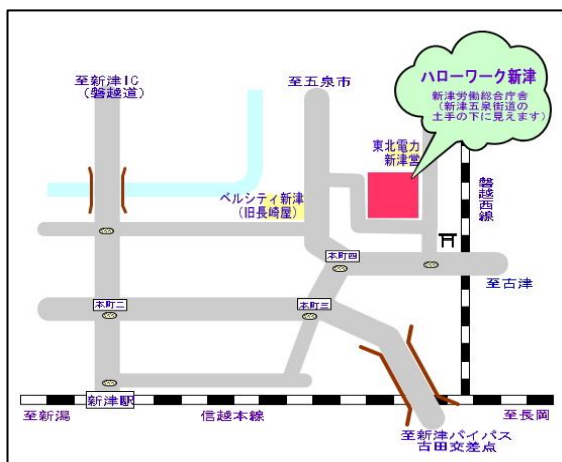 至新津IC
(磐越道)
至五泉市
ハローワーク新津
新津労働総合庁舎
(新津五泉街道の
土手の下に見えます)
東北電力
新津営
磐越西線
ベルシティ新津
(旧長崎屋)
本町四
至古津
本町二
本町三
新津駅
至新潟
信越本線
至長岡
至新津バイパス
古田交差点